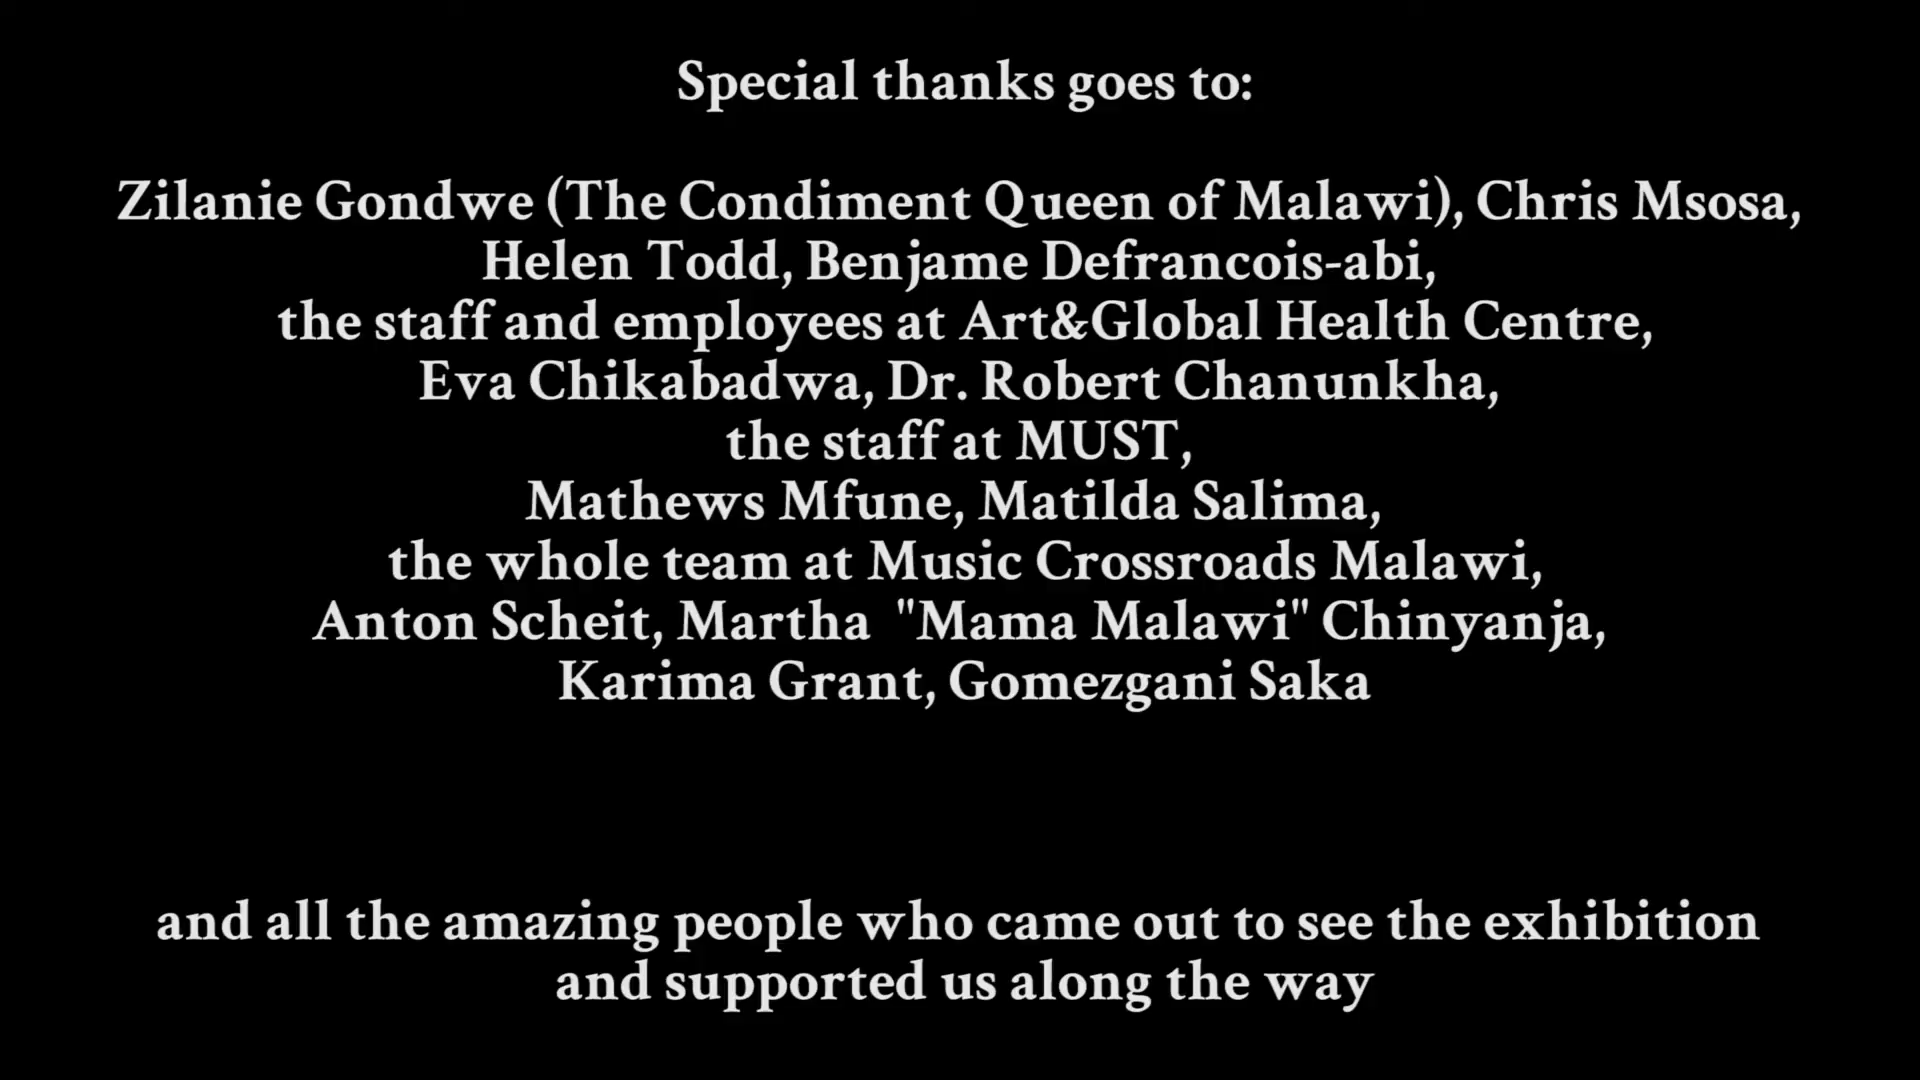 Special thanks goes to:
Zilanie Gondwe (The Condiment Queen of Malawi), Chris Msosa,
Helen Todd, Benjame Defrancois-abi,
the staff and employees at Art&Global Health Centre,
Eva Chikabadwa, Dr. Robert Chanunkha,
the staff at MUST,
Mathews Mfune, Matilda Salima,
the whole team at Music Crossroads Malawi,
Anton Scheit, Martha "Mama Malawi" Chinyanja,
Karima Grant, Gomezgani Saka
and all the amazing people who came out to see the exhibition
and supported us along the way